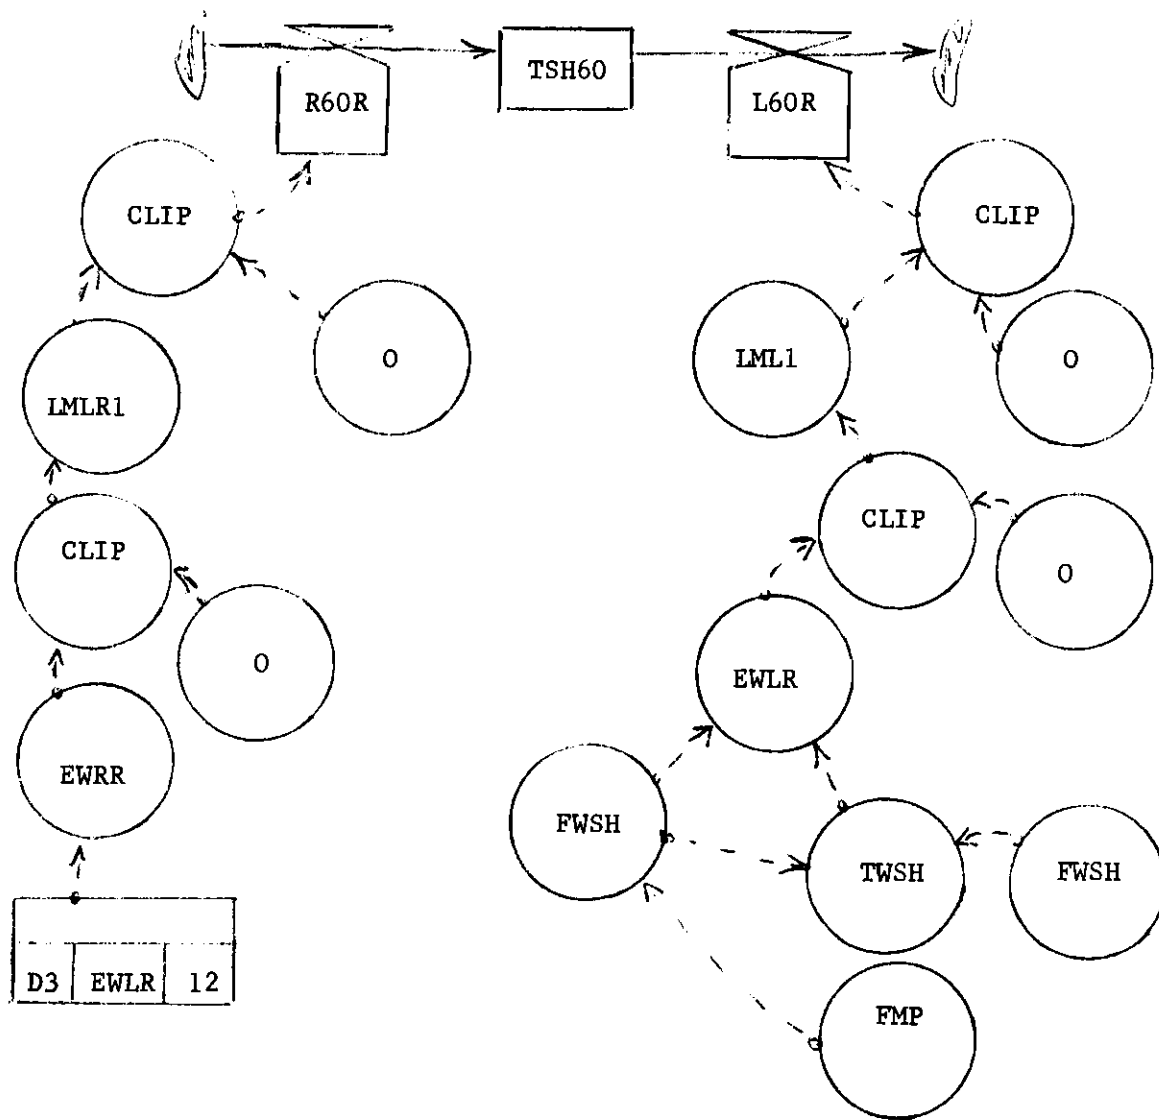 TSH60
R60R
L60R
CLIP
CLIP
LML1
O
O
LMLR1
CLIP
CLIP
O
O
EWLR
EWRR
FWSH
TWSH
FWSH
D3 EWLR 12
FMP